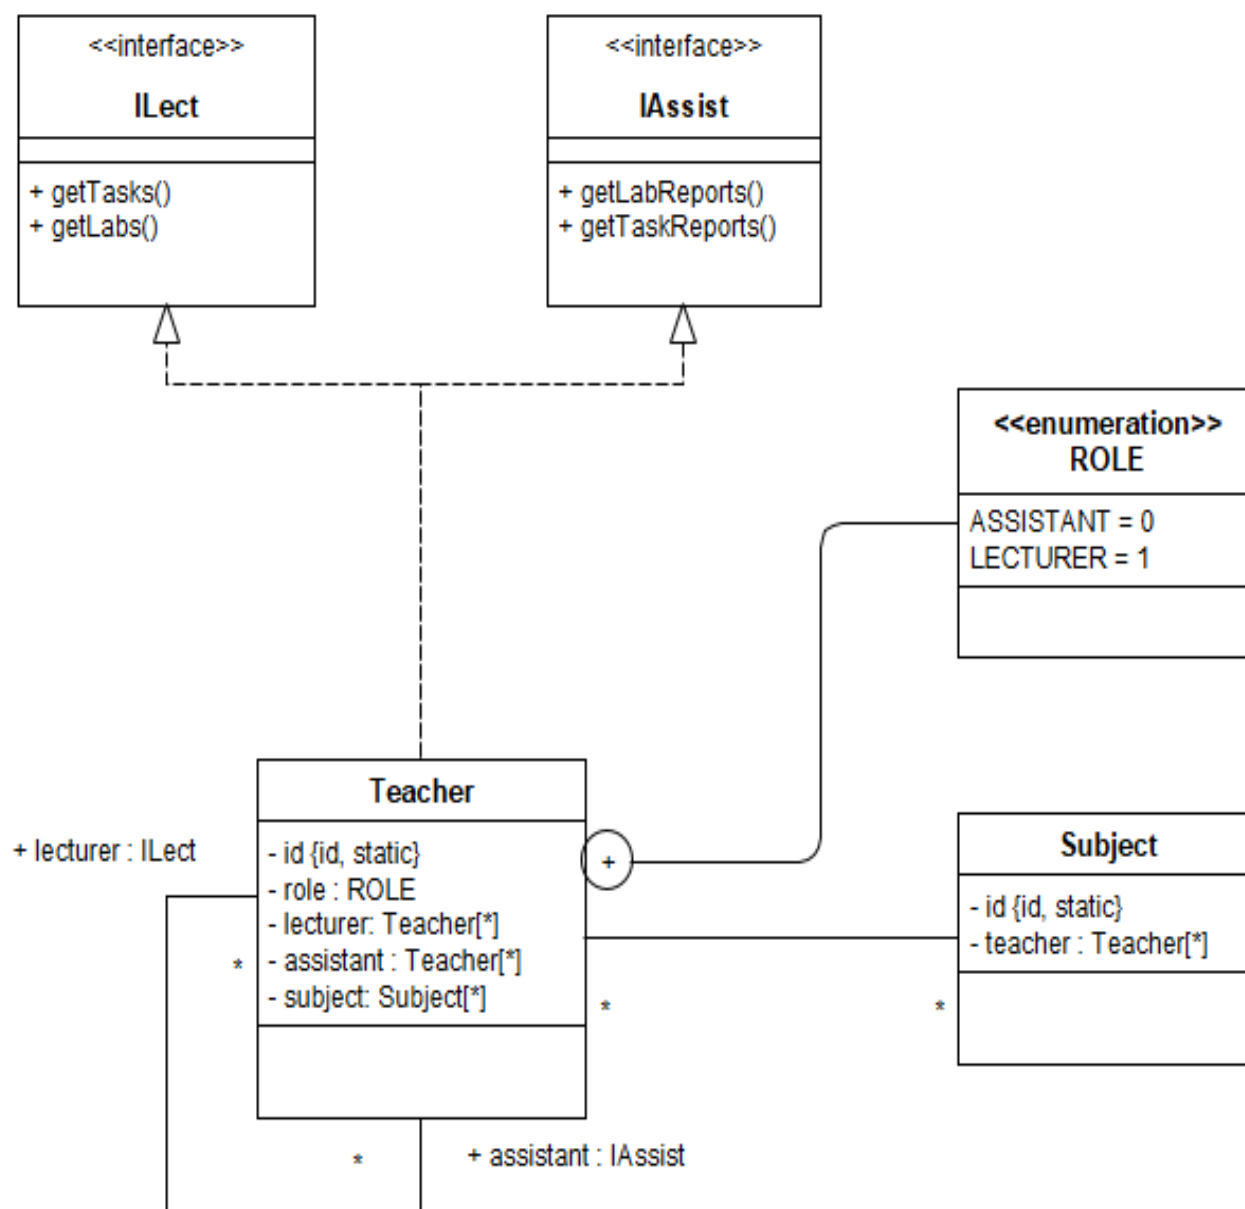 <<interface>>
ILect
+ getTasks()
+ getLabs()
<<interface>>
IAssist
+ getLabReports()
+ getTaskReports()
<<enumeration>>
ROLE
ASSISTANT = 0
LECTURER = 1
Teacher
- id {id, static}
- role : ROLE
- lecturer: Teacher[*]
- assistant : Teacher[*]
- subject: Subject[*]
+
+ lecturer : ILect
*
*
*
Subject
- id {id, static}
- teacher : Teacher[*]
*
+ assistant : IAssist